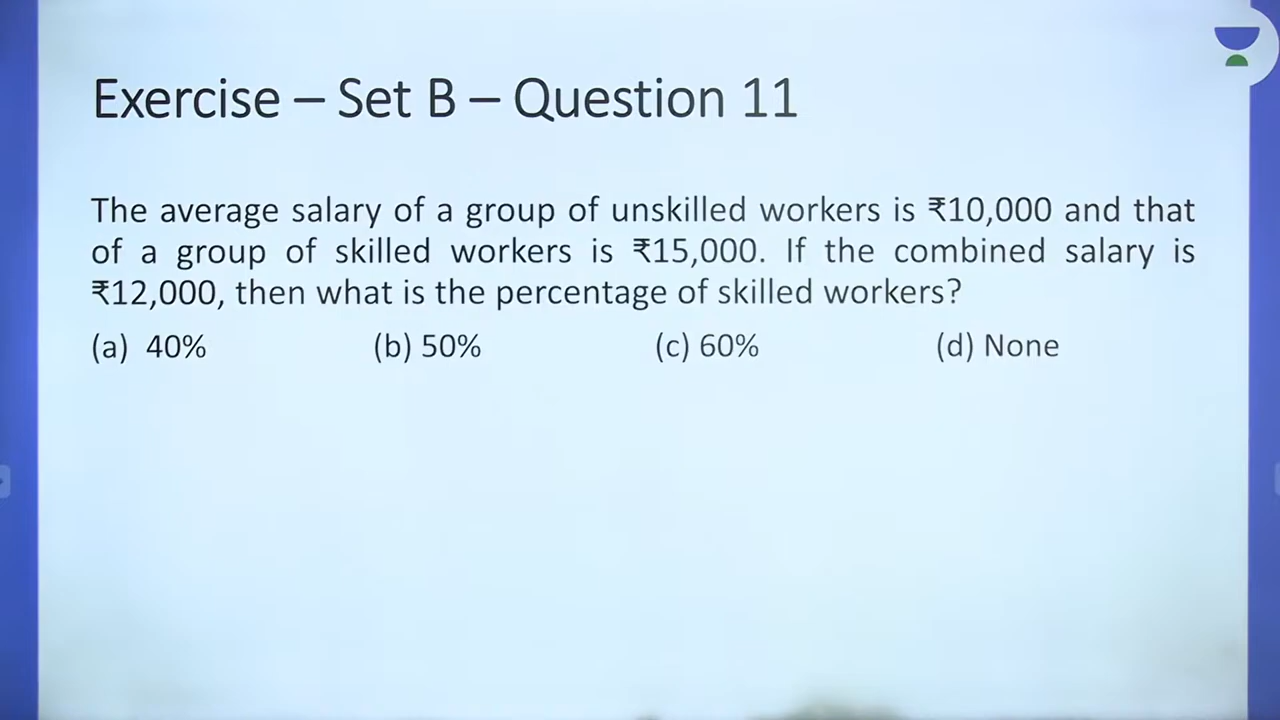 Exercise – Set B – Question 11
The average salary of a group of unskilled workers is ₹10,000 and that
of a group of skilled workers is ₹15,000. If the combined salary is
₹12,000, then what is the percentage of skilled workers?
(a) 40% (b) 50% (c) 60% (d) None